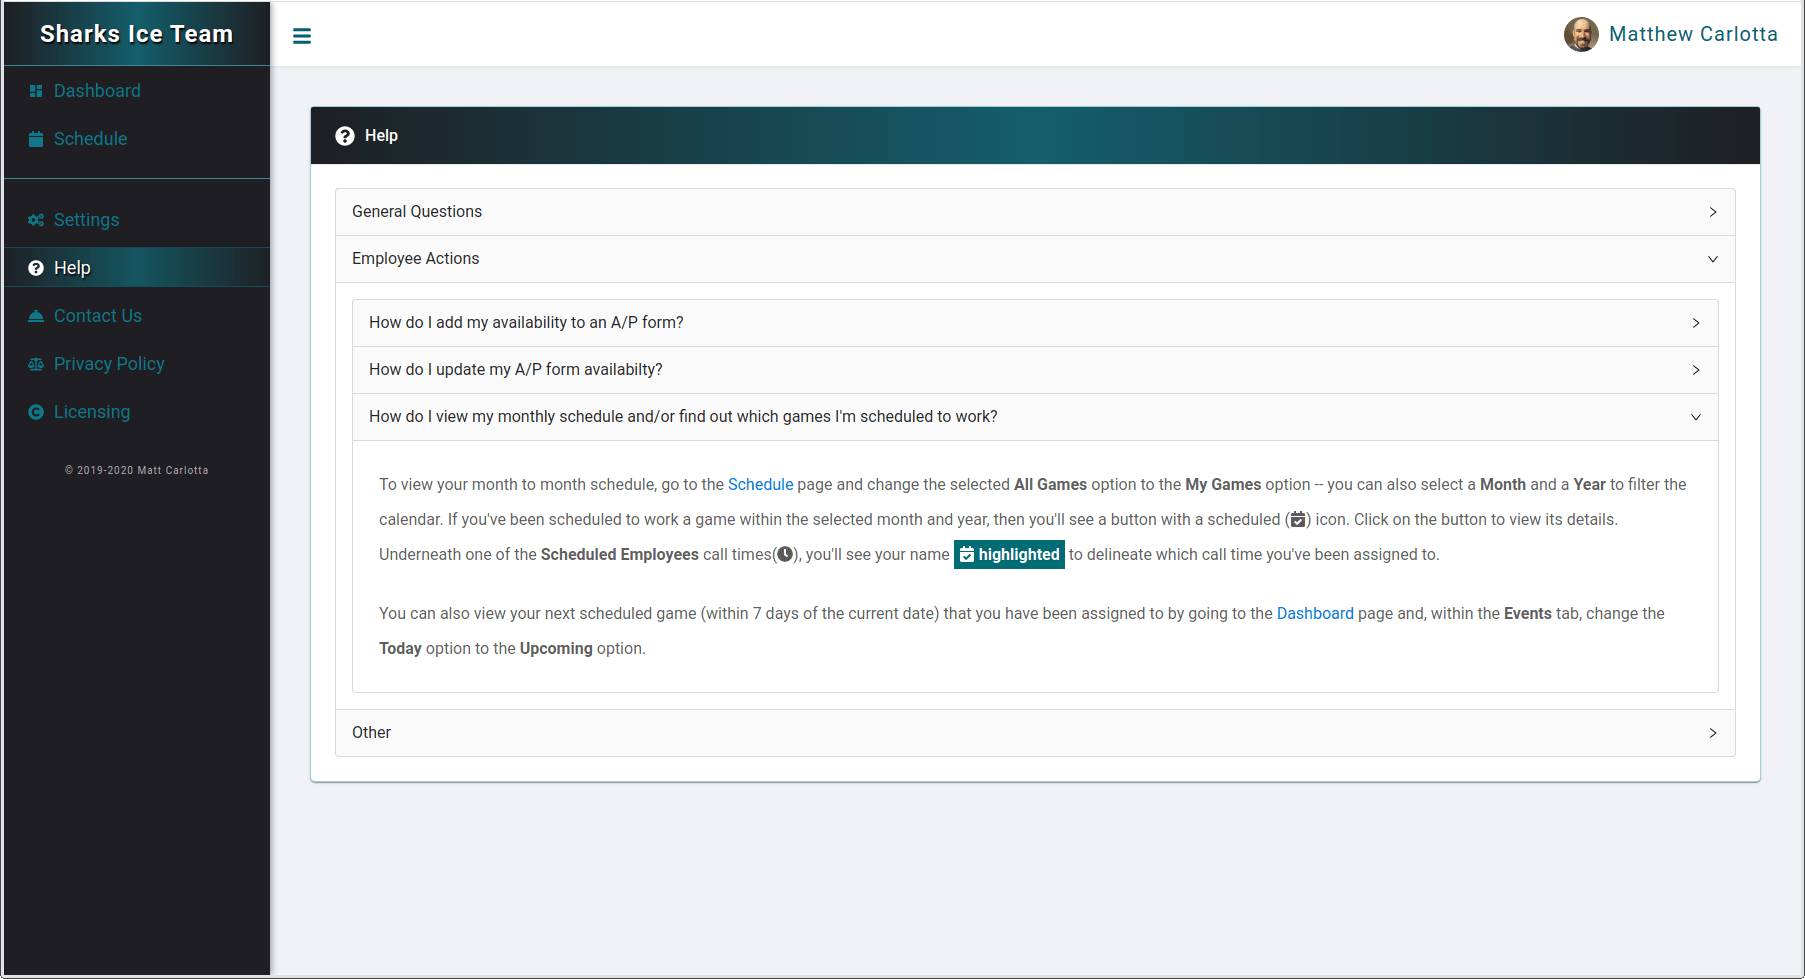 Sharks Ice Team
Matthew Carlotta
Dashboard
Schedule
Settings
Help
Contact Us
Privacy Policy
Licensing
© 2019-2020 Matt Carlotta
Help
General Questions
Employee Actions
How do I add my availability to an A/P form?
How do I update my A/P form availabilty?
How do I view my monthly schedule and/or find out which games I'm scheduled to work?
To view your month to month schedule, go to the Schedule page and change the selected All Games option to the My Games option -- you can also select a Month and a Year to filter the
calendar. If you've been scheduled to work a game within the selected month and year, then you'll see a button with a scheduled () icon. Click on the button to view its details.
Underneath one of the Scheduled Employees call times(), you'll see your name highlighted to delineate which call time you've been assigned to.
You can also view your next scheduled game (within 7 days of the current date) that you have been assigned to by going to the Dashboard page and, within the Events tab, change the
Today option to the Upcoming option.
Other